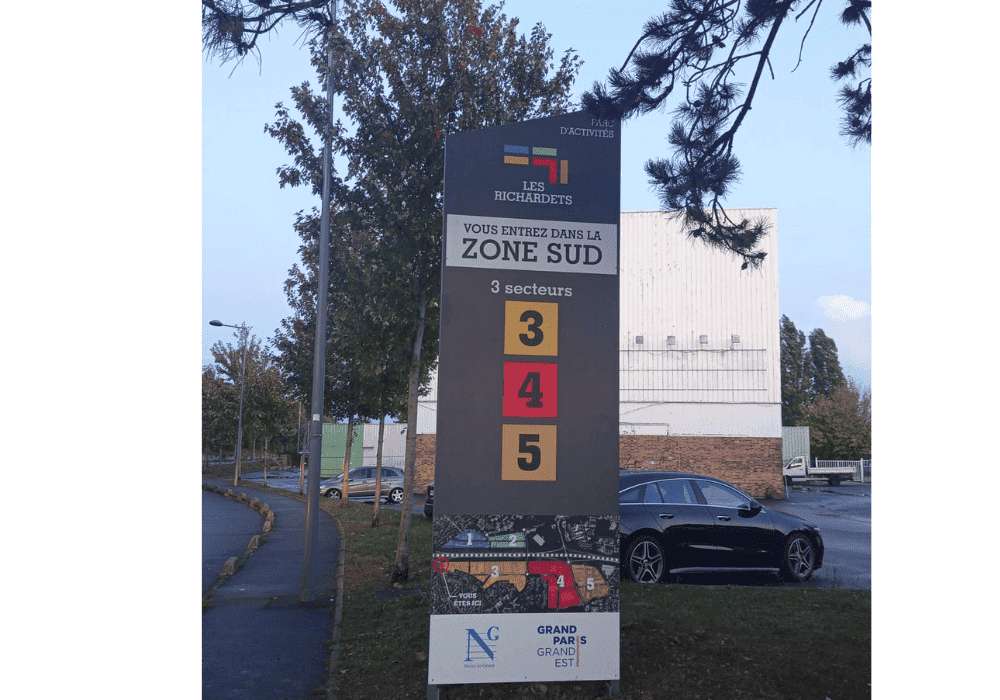 PARC
D'ACTIVITÉS
LES
RICHARDETS
VOUS ENTREZ DANS LA
ZONE SUD
3 secteurs
3
4
5
1 2
3 4 5
VOUS
ÊTES ICI
NG
GRAND
PARIS
GRAND
EST